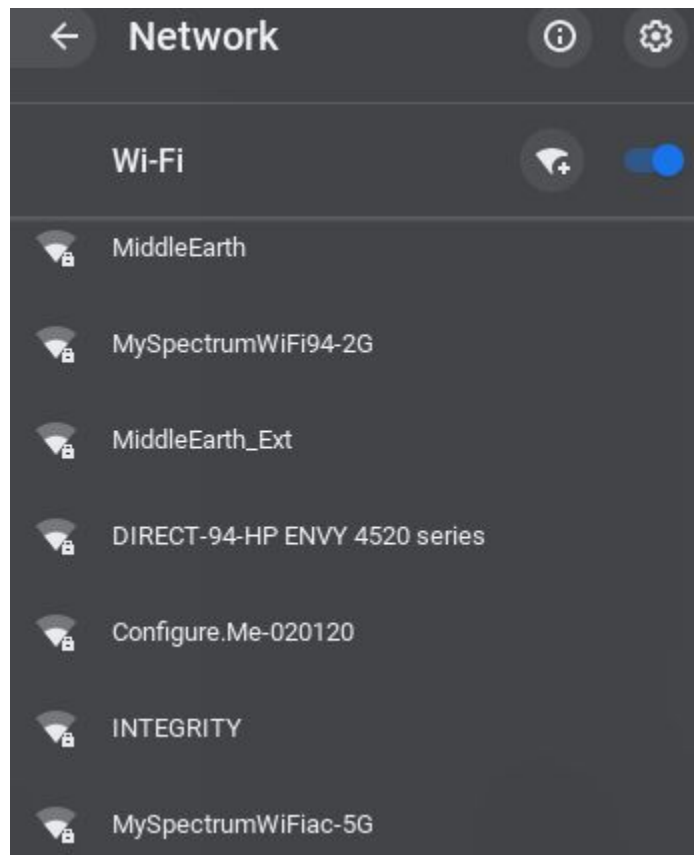 Network
Wi-Fi
MiddleEarth
MySpectrumWiFi94-2G
MiddleEarth_Ext
DIRECT-94-HP ENVY 4520 series
Configure.Me-020120
INTEGRITY
MySpectrumWiFiac-5G